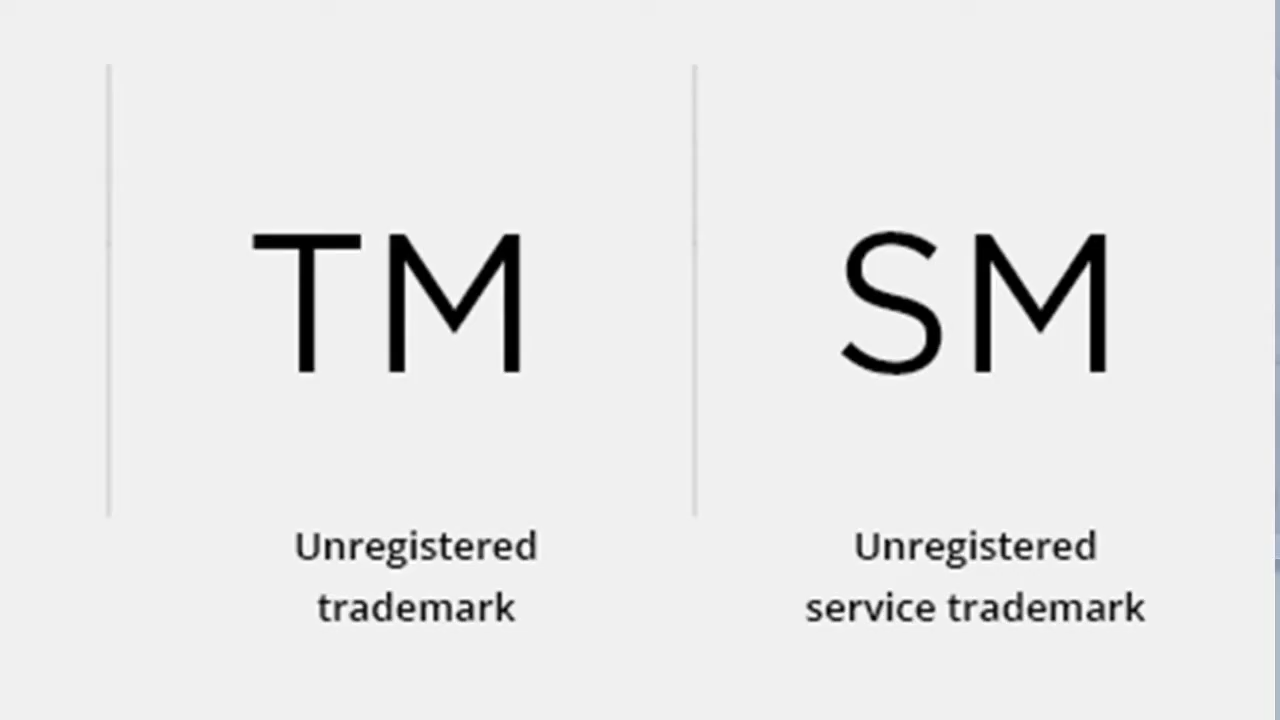 TM
SM
Unregistered
trademark
Unregistered
service trademark